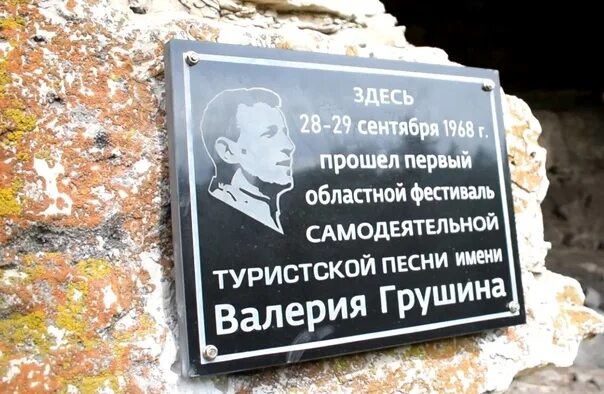 ЗДЕСЬ
28-29 сентября 1968 г.
прошел первый
областной фестиваль
САМОДЕЯТЕЛЬНОЙ
ТУРИСТСКОЙ ПЕСНИ имени
Валерия Грушина